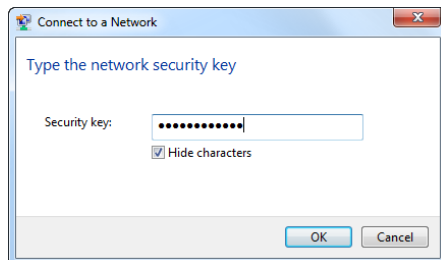 Connect to a Network
Type the network security key
Security key: ●●●●●●●●●●●●
Hide characters
OK Cancel